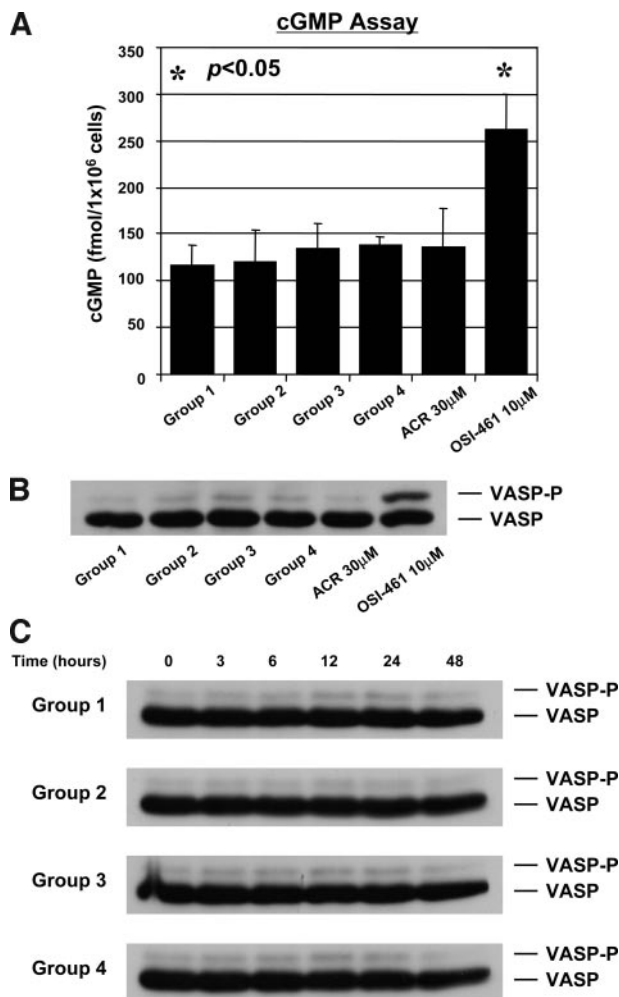 A
cGMP Assay
* p<0.05
*
cGMP (fmol/1x10⁶ cells)
350
300
250
200
150
100
50
0
Group 1
Group 2
Group 3
Group 4
ACR 30µM
OSI-461 10µM
B
VASP-P
VASP
Group 1
Group 2
Group 3
Group 4
ACR 30µM
OSI-461 10µM
C
Time (hours) 0 3 6 12 24 48
Group 1
VASP-P
VASP
Group 2
VASP-P
VASP
Group 3
VASP-P
VASP
Group 4
VASP-P
VASP